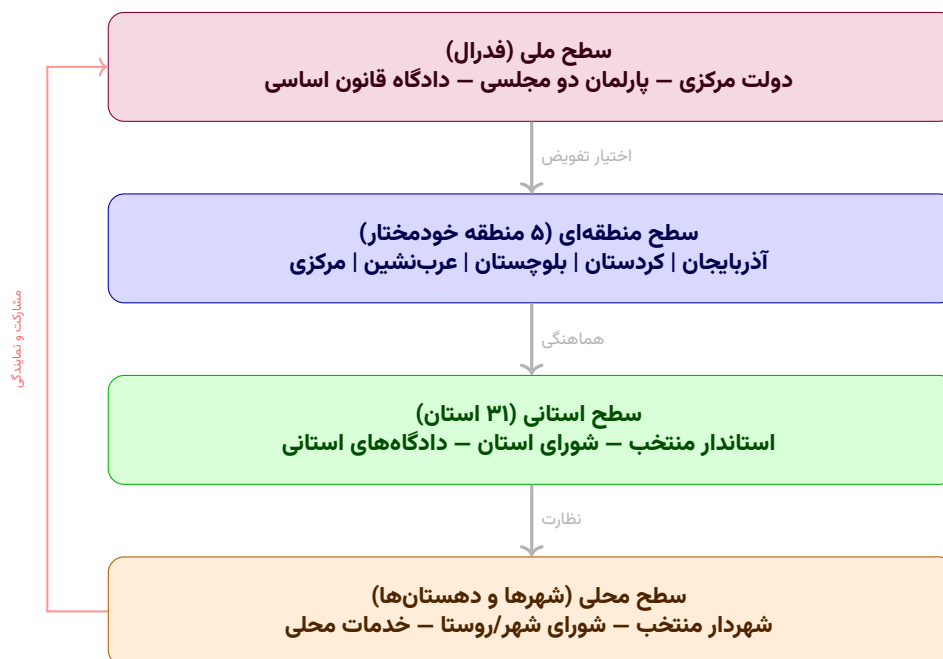 سطح ملی (فدرال)
دولت مرکزی – پارلمان دو مجلسی – دادگاه قانون اساسی
اختیار تفویض
سطح منطقه‌ای (۵ منطقه خودمختار)
آذربایجان | کردستان | بلوچستان | عرب‌نشین | مرکزی
هماهنگی
سطح استانی (۳۱ استان)
استاندار منتخب – شورای استان – دادگاه‌های استانی
نظارت
سطح محلی (شهرها و دهستان‌ها)
شهردار منتخب – شورای شهر/روستا – خدمات محلی
مشارکت و نمایندگی